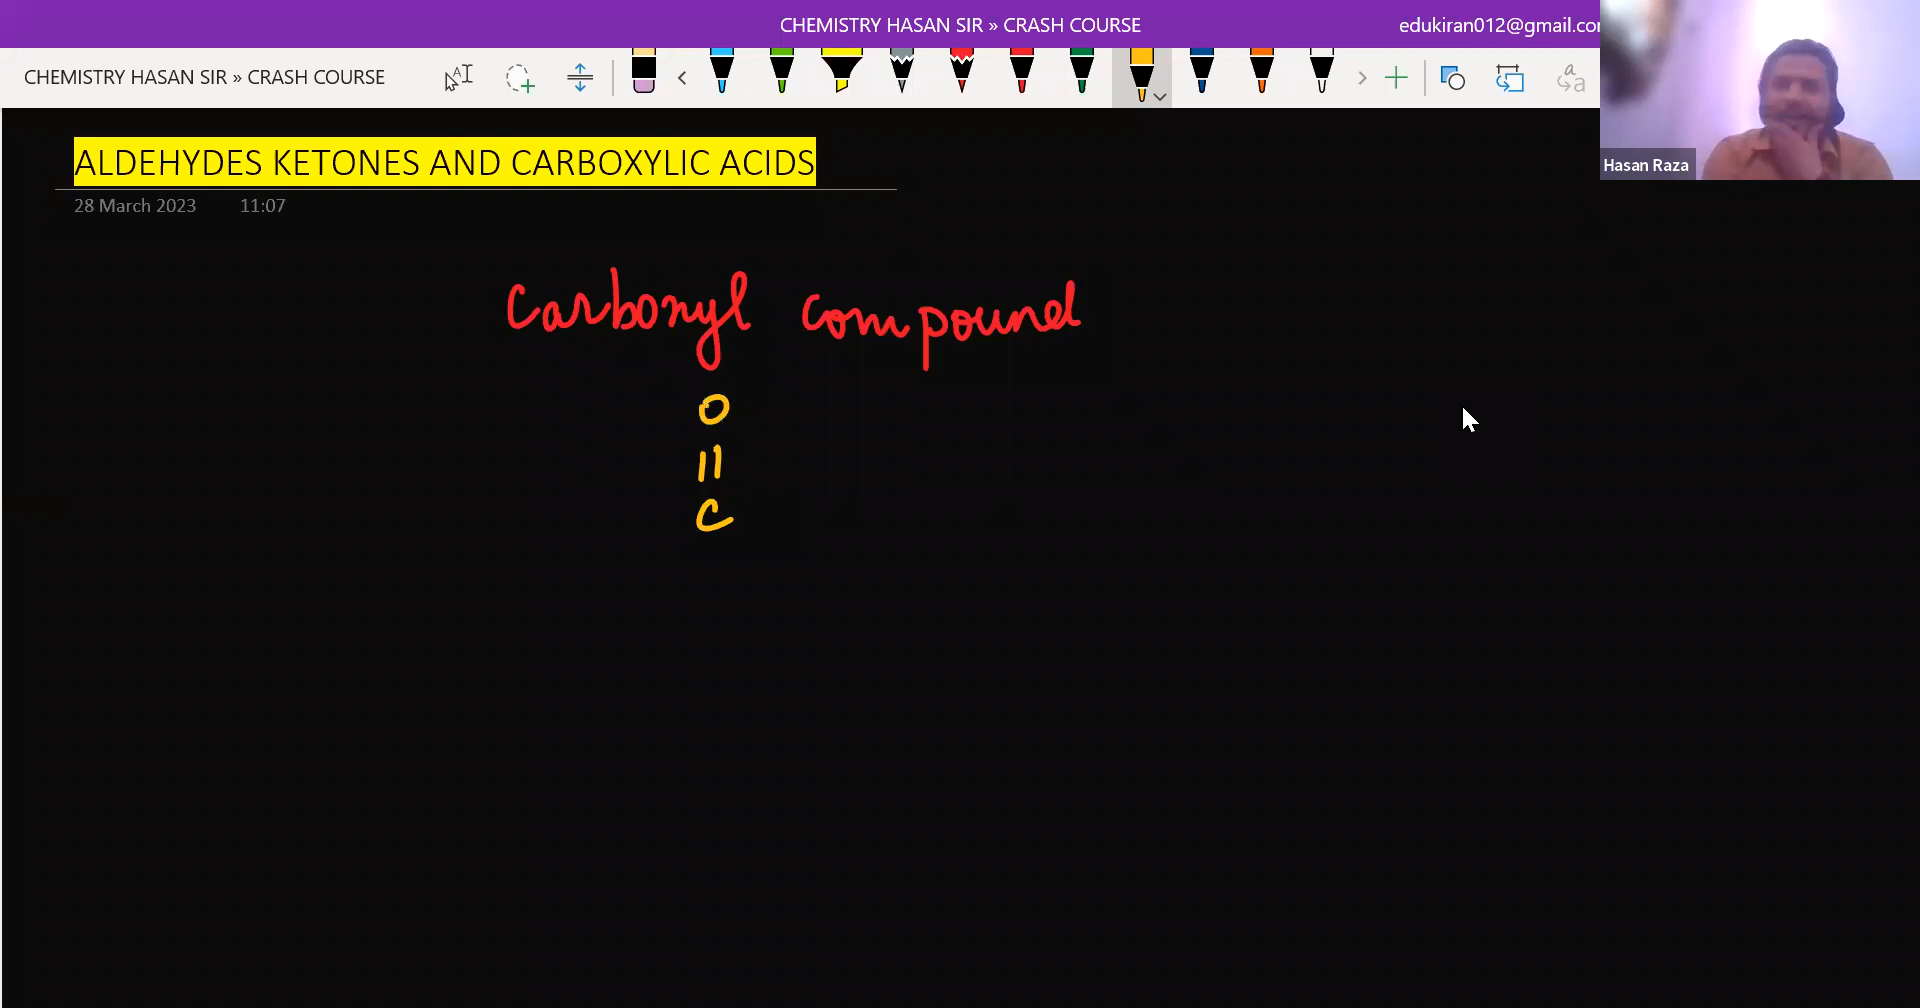 CHEMISTRY HASAN SIR » CRASH COURSE
edukiran012@gmail.co
CHEMISTRY HASAN SIR » CRASH COURSE
Hasan Raza
ALDEHYDES KETONES AND CARBOXYLIC ACIDS
28 March 2023 11:07
Carbonyl compound
O
||
C